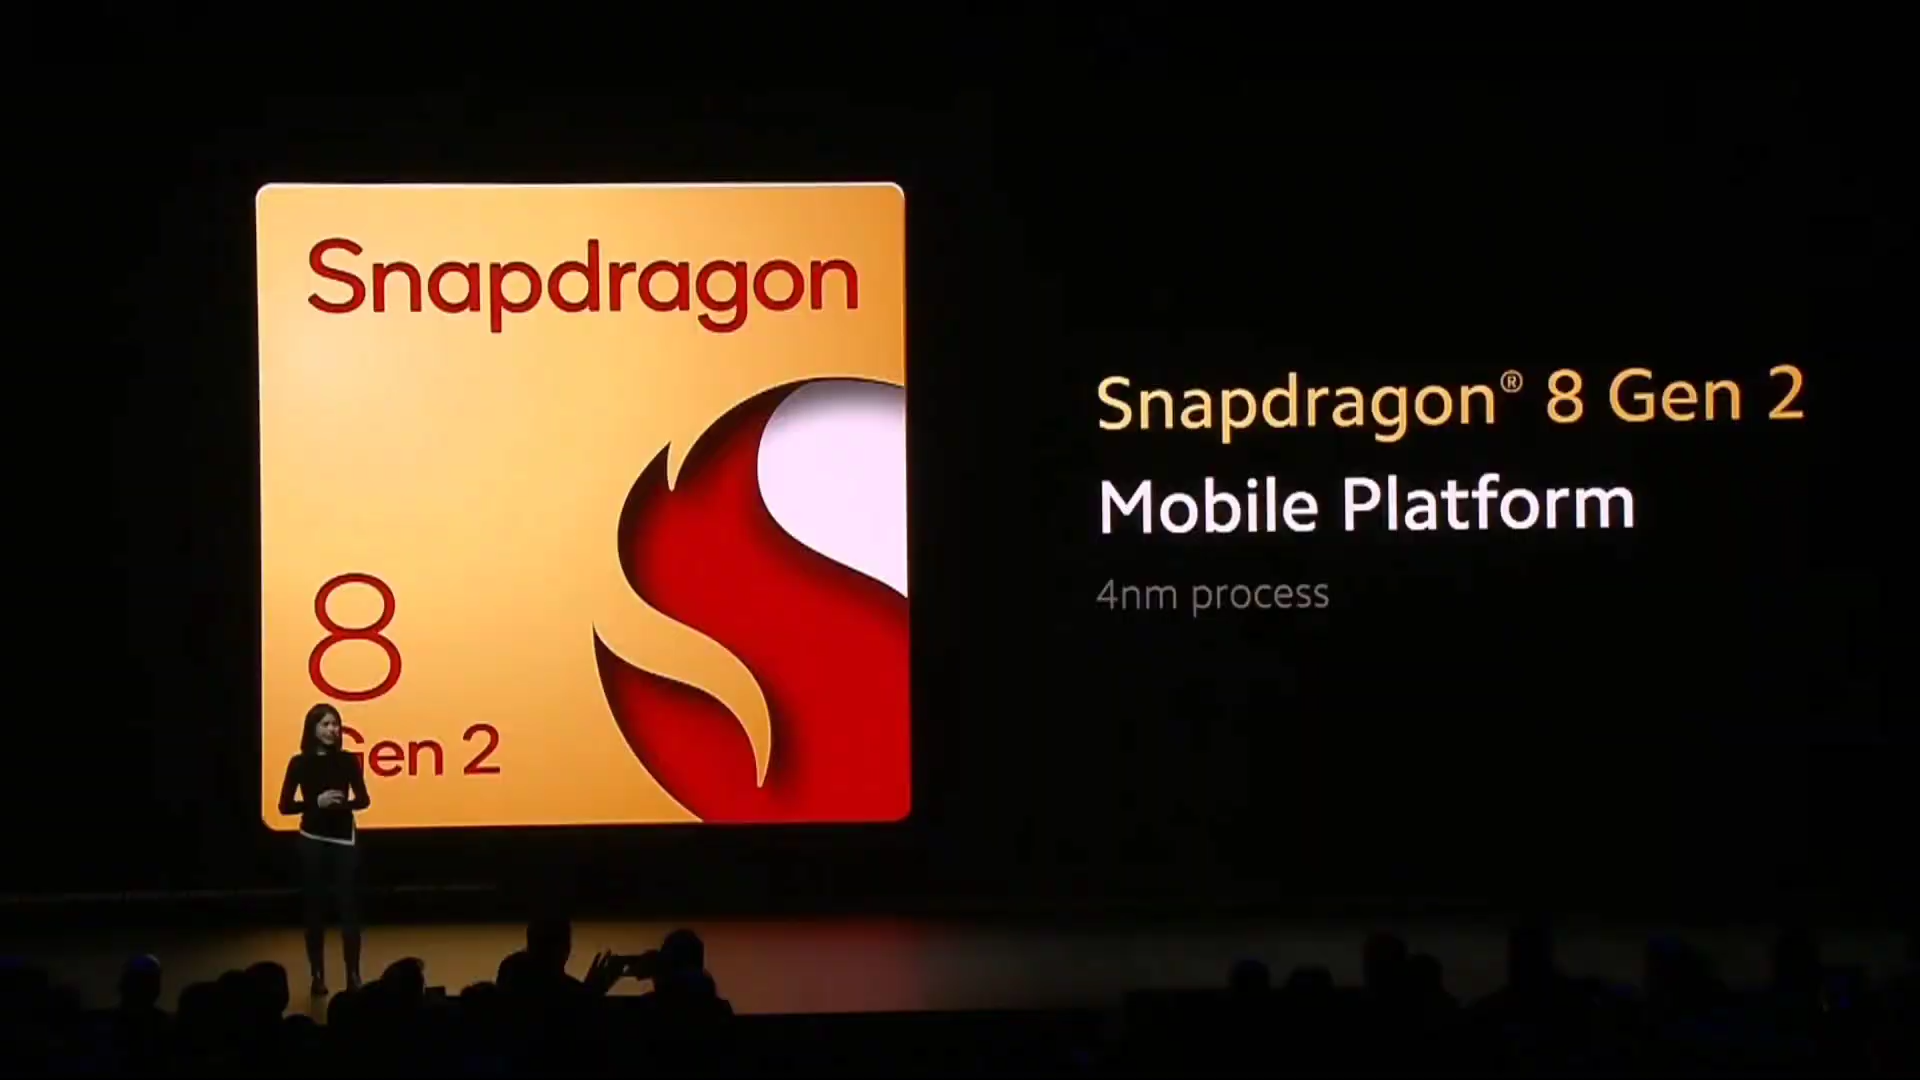 Snapdragon
8
Gen 2
Snapdragon® 8 Gen 2
Mobile Platform
4nm process